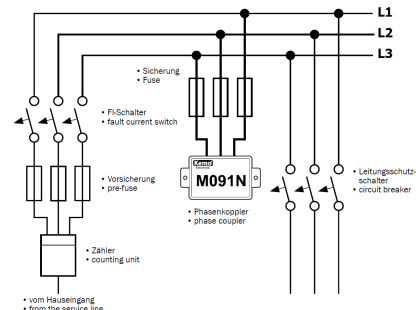 L1
L2
L3
• Sicherung
• Fuse
• FI-Schalter
• fault current switch
Kemo
M091N
• Leitungsschutz-
schalter
• circuit breaker
• Vorsicherung
• pre-fuse
• Phasenkoppler
• phase coupler
• Zähler
• counting unit
• vom Hauseingang
• from the service line